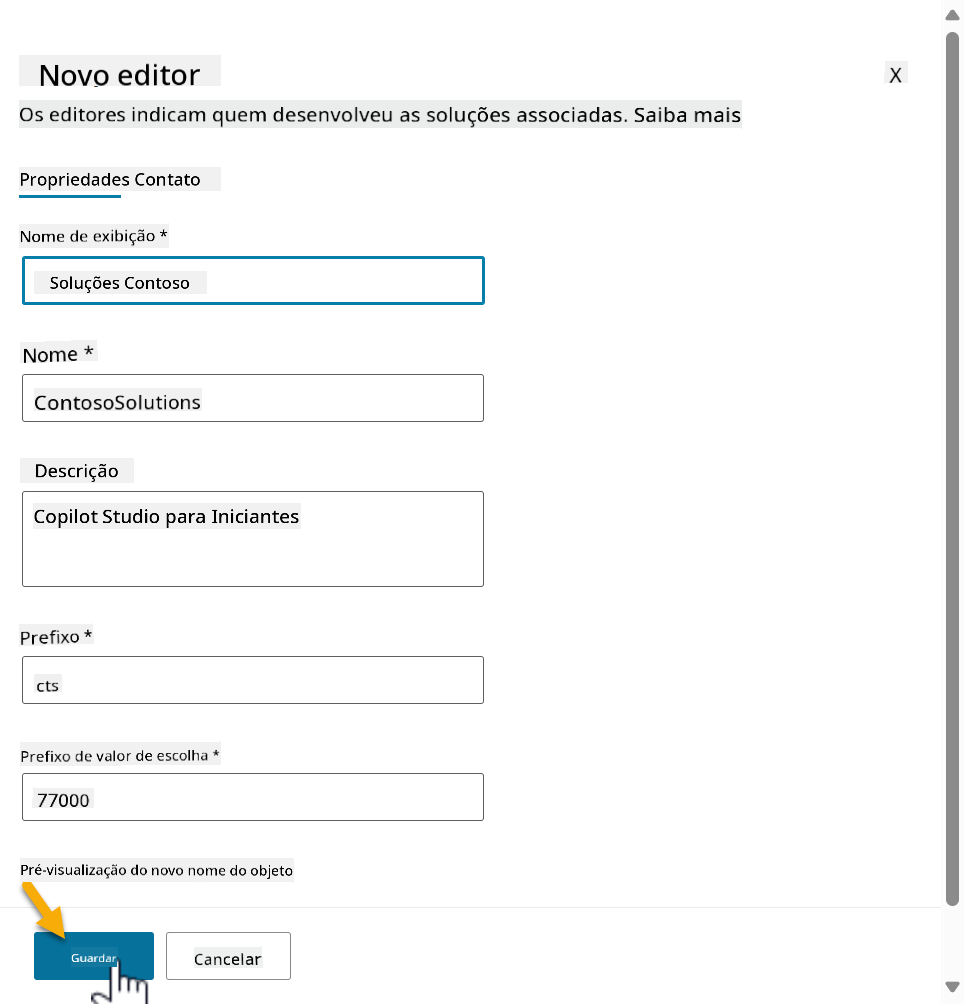 Novo editor
X
Os editores indicam quem desenvolveu as soluções associadas. Saiba mais
Propriedades Contato
Nome de exibição *
Soluções Contoso
Nome *
ContosoSolutions
Descrição
Copilot Studio para Iniciantes
Prefixo *
cts
Prefixo de valor de escolha *
77000
Pré-visualização do novo nome do objeto
Guardar
Cancelar